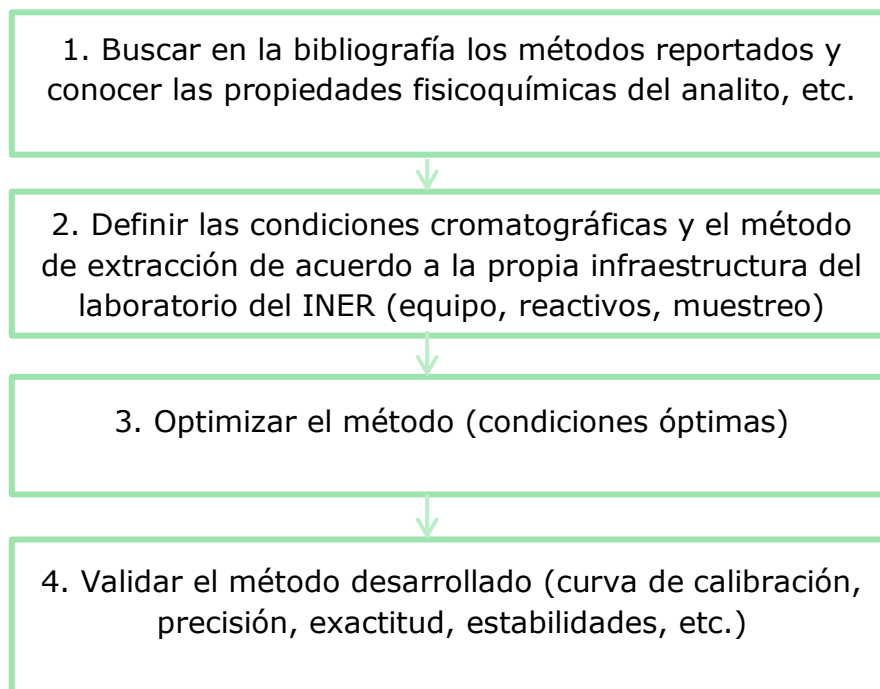 1. Buscar en la bibliografía los métodos reportados y
conocer las propiedades fisicoquímicas del analito, etc.
2. Definir las condiciones cromatográficas y el método
de extracción de acuerdo a la propia infraestructura del
laboratorio del INER (equipo, reactivos, muestreo)
3. Optimizar el método (condiciones óptimas)
4. Validar el método desarrollado (curva de calibración,
precisión, exactitud, estabilidades, etc.)